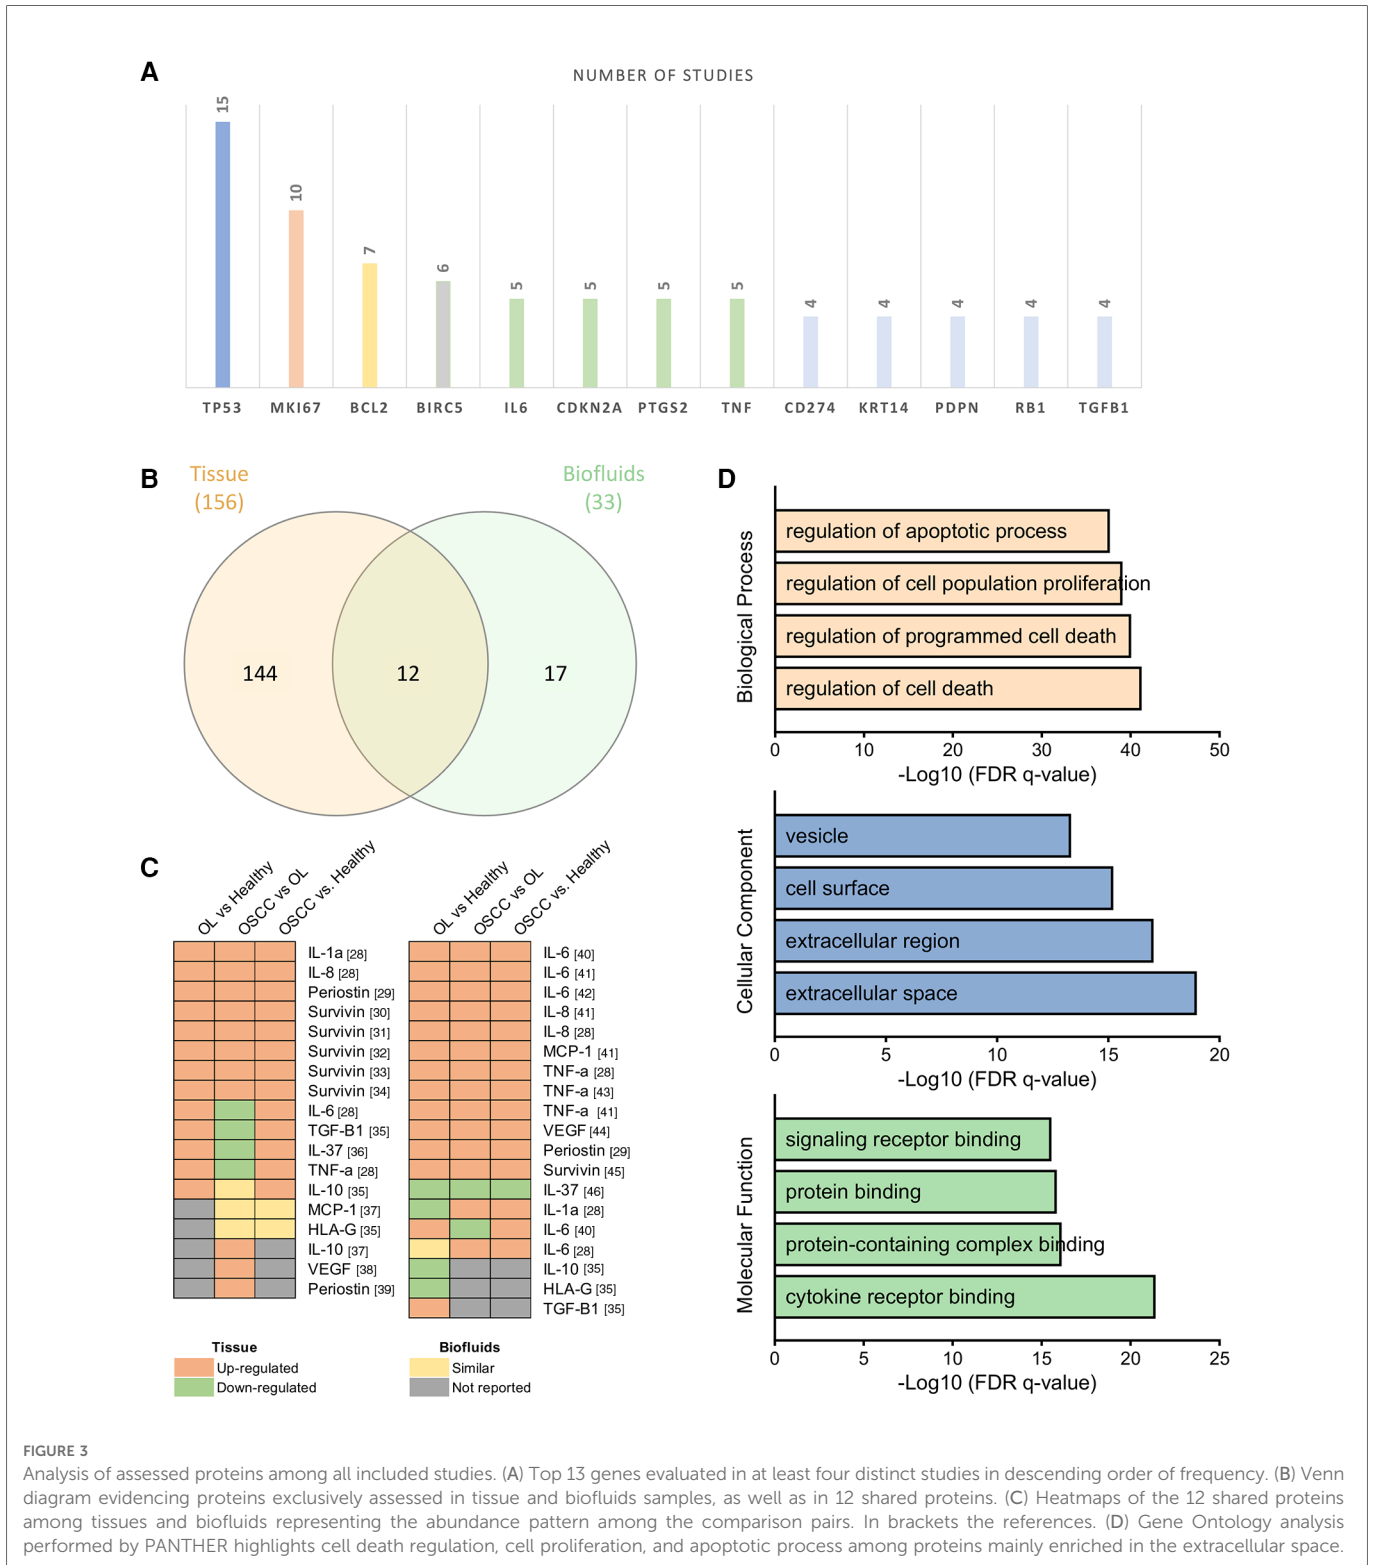 A
NUMBER OF STUDIES
15
10
7
6
5
5
5
5
4
4
4
4
4
TP53
MKI67
BCL2
BIRC5
IL6
CDKN2A
PTGS2
TNF
CD274
KRT14
PDPN
RB1
TGFB1
B
Tissue
(156)
Biofluids
(33)
144
12
17
C
OL vs Healthy
OSCC vs OL
OSCC vs. Healthy
IL-1a [28]
IL-8 [28]
Periostin [29]
Survivin [30]
Survivin [31]
Survivin [32]
Survivin [33]
Survivin [34]
IL-6 [28]
TGF-B1 [35]
IL-37 [36]
TNF-a [28]
IL-10 [35]
MCP-1 [37]
HLA-G [35]
IL-10 [37]
VEGF [38]
Periostin [39]
OL vs Healthy
OSCC vs OL
OSCC vs. Healthy
IL-6 [40]
IL-6 [41]
IL-6 [42]
IL-8 [41]
IL-8 [28]
MCP-1 [41]
TNF-a [28]
TNF-a [43]
TNF-a [41]
VEGF [44]
Periostin [29]
Survivin [45]
IL-37 [46]
IL-1a [28]
IL-6 [40]
IL-6 [28]
IL-10 [35]
HLA-G [35]
TGF-B1 [35]
Tissue
Up-regulated
Down-regulated
Biofluids
Similar
Not reported
D
Biological Process
regulation of apoptotic process
regulation of cell population proliferation
regulation of programmed cell death
regulation of cell death
0 10 20 30 40 50
-Log10 (FDR q-value)
Cellular Component
vesicle
cell surface
extracellular region
extracellular space
0 5 10 15 20
-Log10 (FDR q-value)
Molecular Function
signaling receptor binding
protein binding
protein-containing complex binding
cytokine receptor binding
0 5 10 15 20 25
-Log10 (FDR q-value)
FIGURE 3
Analysis of assessed proteins among all included studies. (A) Top 13 genes evaluated in at least four distinct studies in descending order of frequency. (B) Venn
diagram evidencing proteins exclusively assessed in tissue and biofluids samples, as well as in 12 shared proteins. (C) Heatmaps of the 12 shared proteins
among tissues and biofluids representing the abundance pattern among the comparison pairs. In brackets the references. (D) Gene Ontology analysis
performed by PANTHER highlights cell death regulation, cell proliferation, and apoptotic process among proteins mainly enriched in the extracellular space.